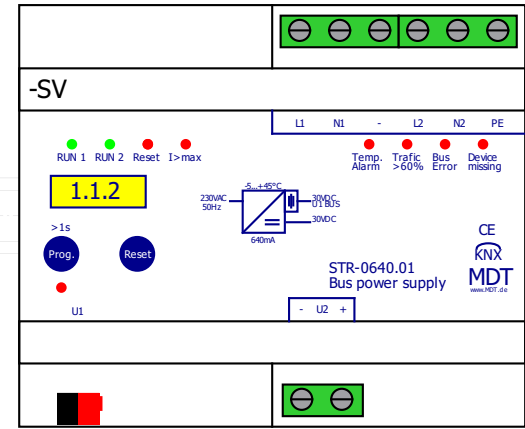 -SV
L1 N1 - L2 N2 PE
RUN 1 RUN 2 Reset I>max
Temp. Alarm
Trafic >60%
Bus Error
Device missing
1.1.2
-5...+45°C
230VAC
50Hz
30VDC
U1 BUS
30VDC
640mA
>1s
Prog.
Reset
U1
CE
KNX
MDT
www.MDT.de
STR-0640.01
Bus power supply
- U2 +